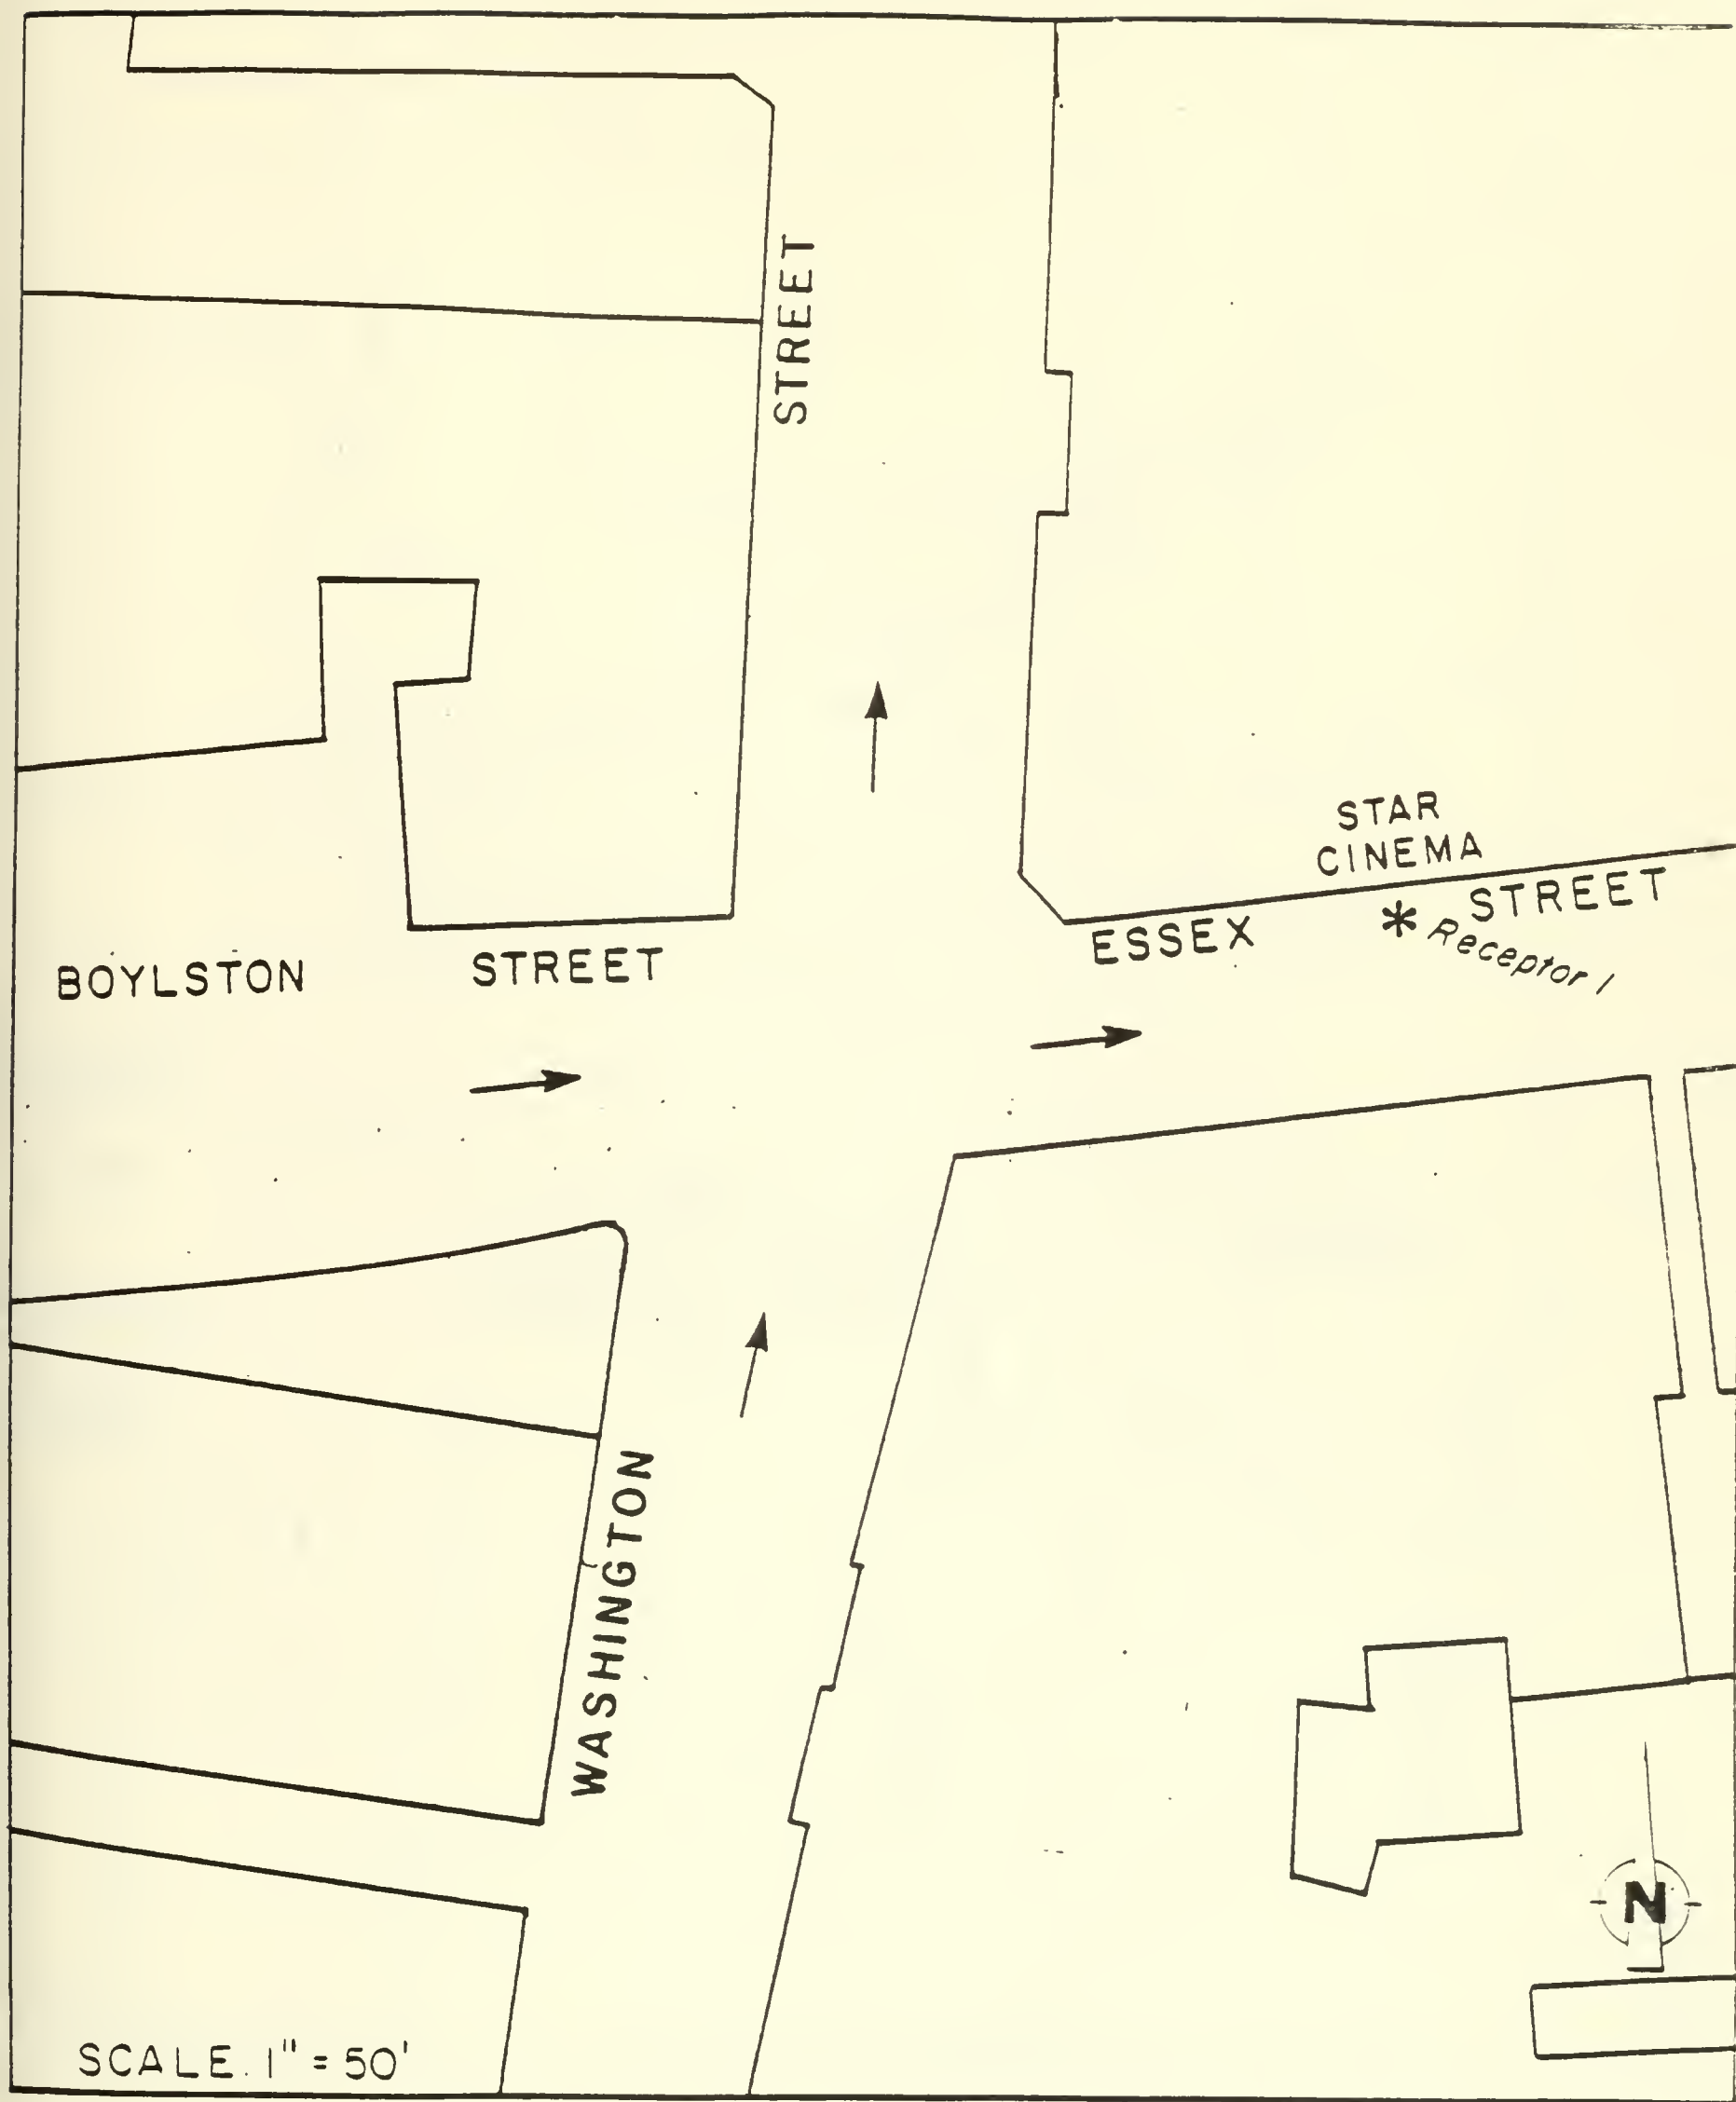 STREET
STAR
CINEMA
ESSEX STREET
* Receptor 1
BOYLSTON STREET
WASHINGTON
N
SCALE. 1" = 50'